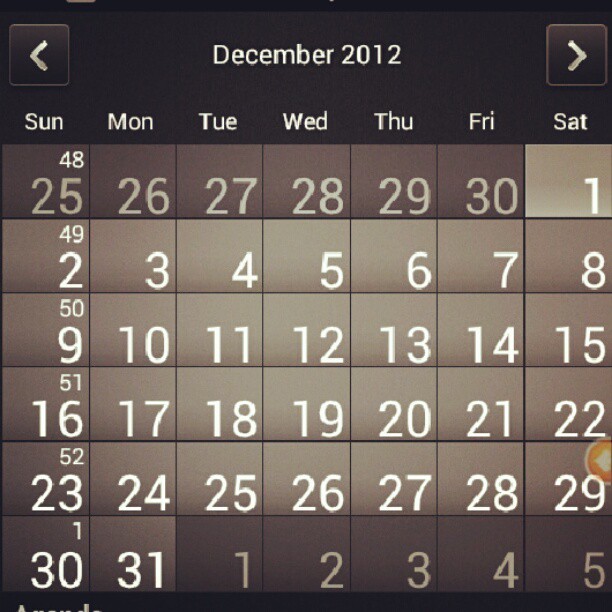 December 2012
Sun Mon Tue Wed Thu Fri Sat
48
25 26 27 28 29 30 1
49
2 3 4 5 6 7 8
50
9 10 11 12 13 14 15
51
16 17 18 19 20 21 22
52
23 24 25 26 27 28 29
1
30 31 1 2 3 4 5
Agenda